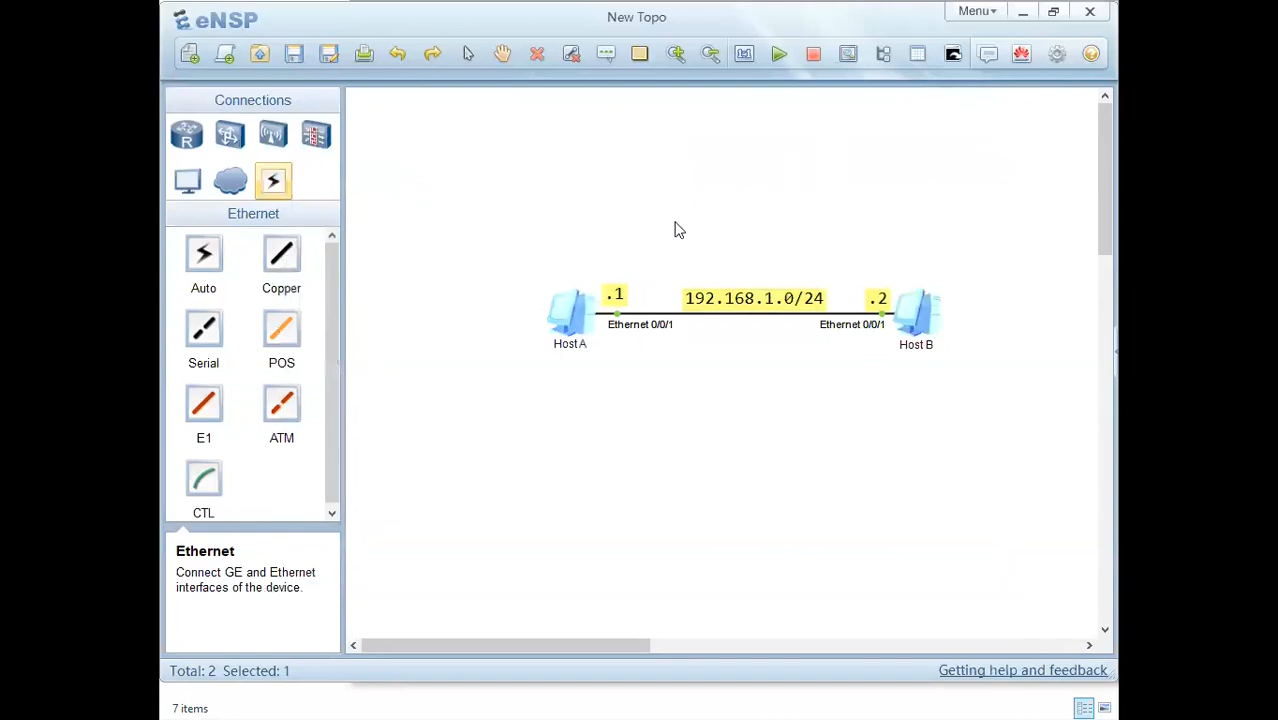 eNSP
New Topo
Menu
Connections
R
Ethernet
Auto
Copper
Serial
POS
E1
ATM
CTL
Ethernet
Connect GE and Ethernet
interfaces of the device.
.1
192.168.1.0/24
.2
Ethernet 0/0/1
Ethernet 0/0/1
Host A
Host B
Total: 2 Selected: 1
Getting help and feedback
7 items